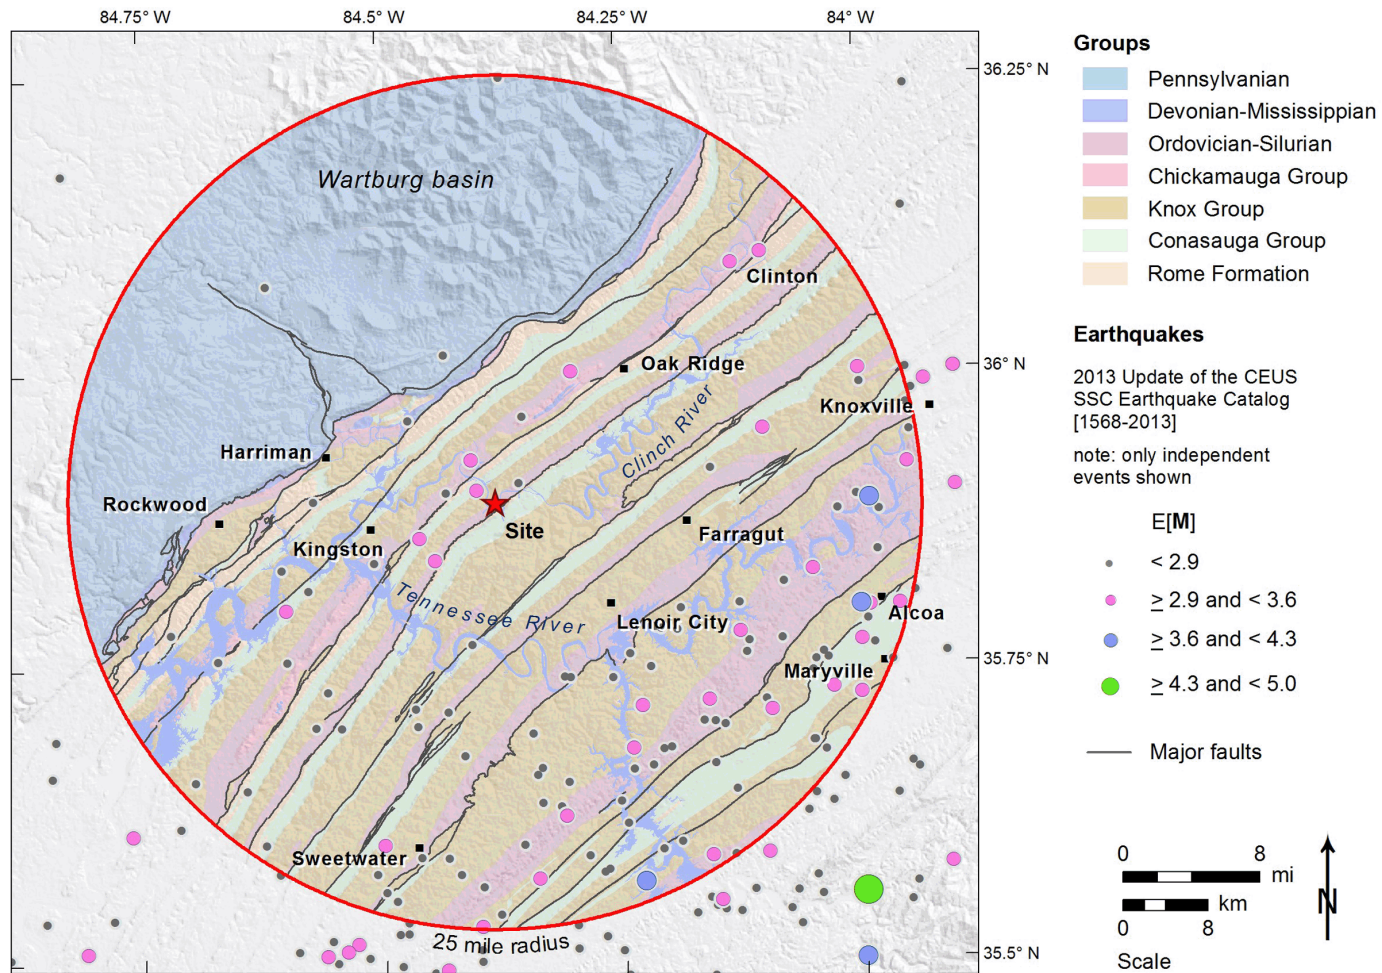 84.75° W
84.5° W
84.25° W
84° W
36.25° N
36° N
35.75° N
35.5° N
Wartburg basin
Clinton
Oak Ridge
Knoxville
Harriman
Clinch River
Rockwood
Site
Farragut
Kingston
Tennessee River
Lenoir City
Alcoa
Maryville
Sweetwater
25 mile radius
Groups
Pennsylvanian
Devonian-Mississippian
Ordovician-Silurian
Chickamauga Group
Knox Group
Conasauga Group
Rome Formation
Earthquakes
2013 Update of the CEUS
SSC Earthquake Catalog
[1568-2013]
note: only independent
events shown
E[M]
< 2.9
≥ 2.9 and < 3.6
≥ 3.6 and < 4.3
≥ 4.3 and < 5.0
Major faults
0 8
mi
km
0 8
Scale
N